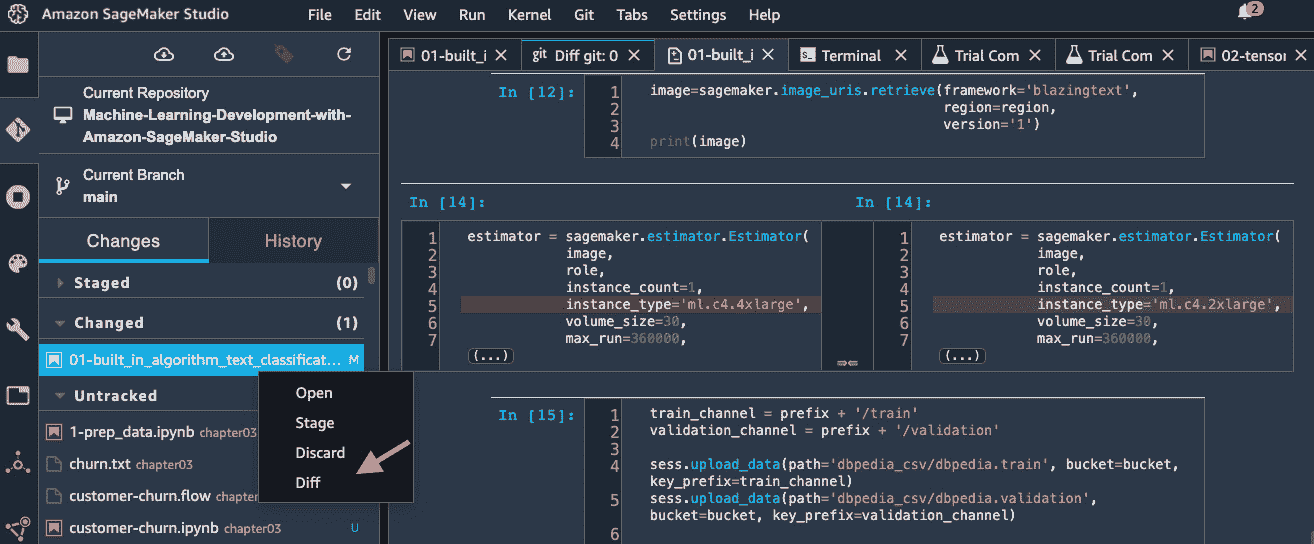 Amazon SageMaker Studio
File Edit View Run Kernel Git Tabs Settings Help
2
Current Repository
Machine-Learning-Development-with-
Amazon-SageMaker-Studio
Current Branch
main
Changes History
Staged (0)
Changed (1)
01-built_in_algorithm_text_classificat... M
Untracked
1-prep_data.ipynb chapter03
churn.txt chapter03
customer-churn.flow
customer-churn.ipynb chapter03 U
Open
Stage
Discard
Diff
01-built_i
git Diff git: 0
01-built_i
Terminal
Trial Com
Trial Com
02-tensor
In [12]:
1 image=sagemaker.image_uris.retrieve(framework='blazingtext',
2 region=region,
3 version='1')
4 print(image)
In [14]:
1 estimator = sagemaker.estimator.Estimator(
2 image,
3 role,
4 instance_count=1,
5 instance_type='ml.c4.4xlarge',
6 volume_size=30,
7 max_run=360000,
(...)
In [14]:
1 estimator = sagemaker.estimator.Estimator(
2 image,
3 role,
4 instance_count=1,
5 instance_type='ml.c4.2xlarge',
6 volume_size=30,
7 max_run=360000,
(...)
In [15]:
1 train_channel = prefix + '/train'
2 validation_channel = prefix + '/validation'
3
4 sess.upload_data(path='dbpedia_csv/dbpedia.train', bucket=bucket,
key_prefix=train_channel)
5 sess.upload_data(path='dbpedia_csv/dbpedia.validation',
bucket=bucket, key_prefix=validation_channel)
6